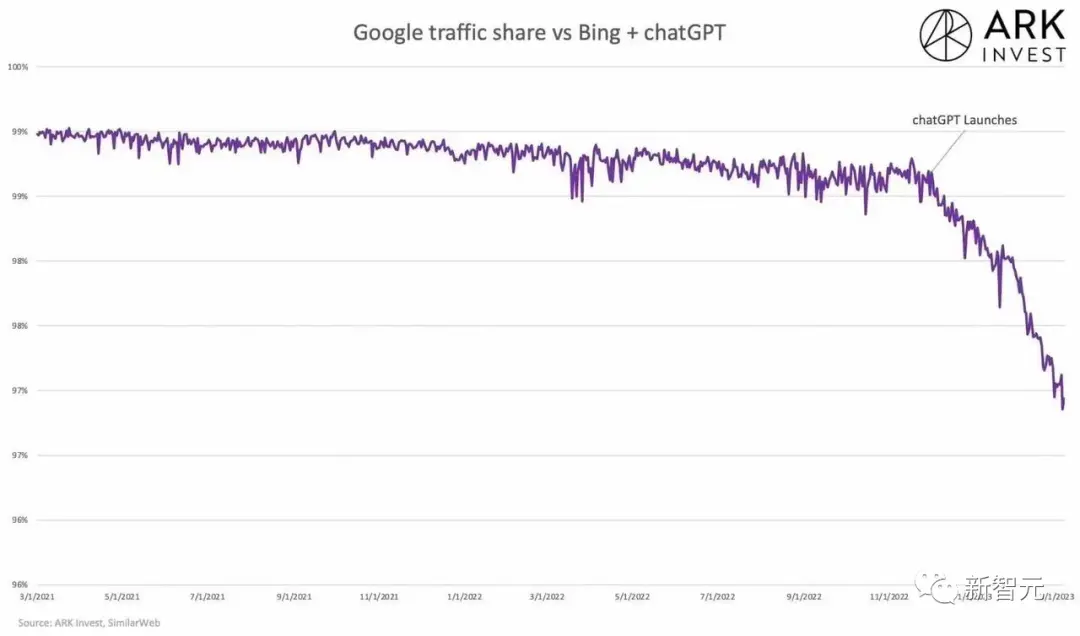 Google traffic share vs Bing + chatGPT
ARK
INVEST
100%
99%
chatGPT Launches
99%
98%
98%
97%
97%
96%
96%
3/1/2021 5/1/2021 7/1/2021 9/1/2021 11/1/2021 1/1/2022 3/1/2022 5/1/2022 7/1/2022 9/1/2022 11/1/2022
新智元
Source: ARK Invest, SimilarWeb